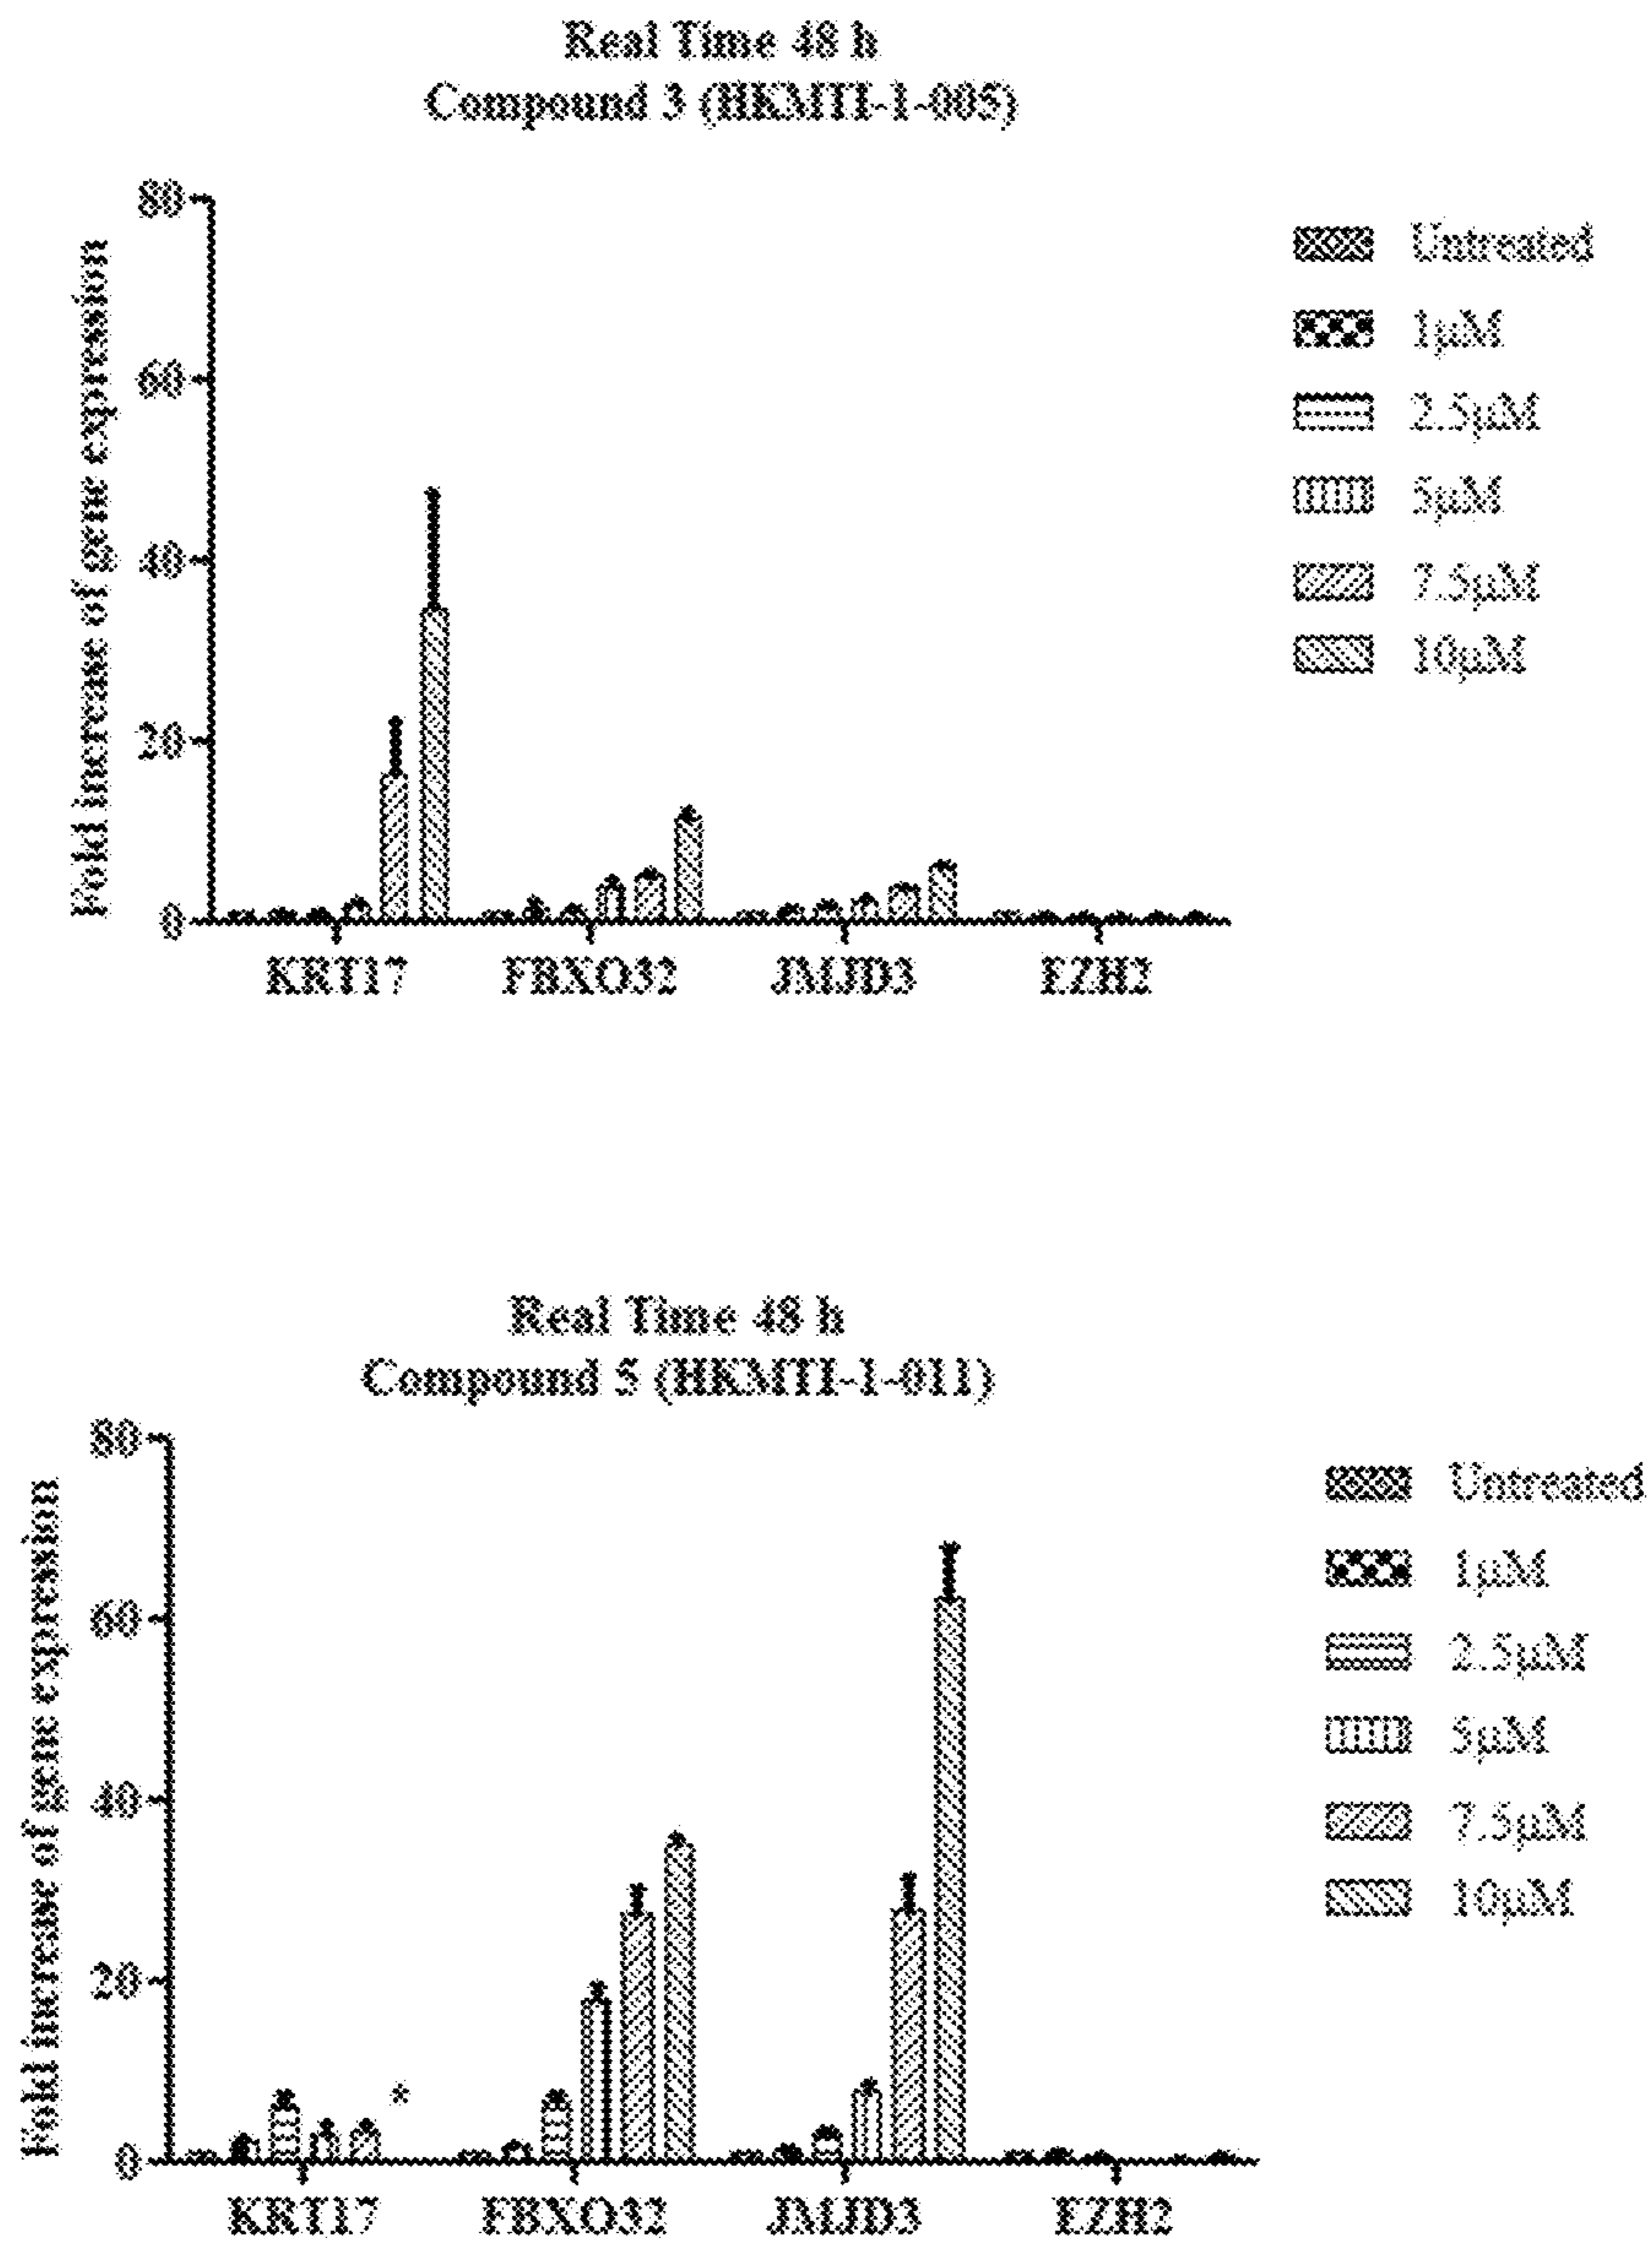 Real Time 48 h
Compound 3 (HKMTI-1-005)
Fold increase of gene expression
80
60
40
20
0
KRT17
FBXO32
JMJD3
EZH2
Untreated
1µM
2.5µM
5µM
7.5µM
10µM
Real Time 48 h
Compound 5 (HKMTI-1-011)
Fold increase of gene expression
80
60
40
20
0
*
KRT17
FBXO32
JMJD3
EZH2
Untreated
1µM
2.5µM
5µM
7.5µM
10µM